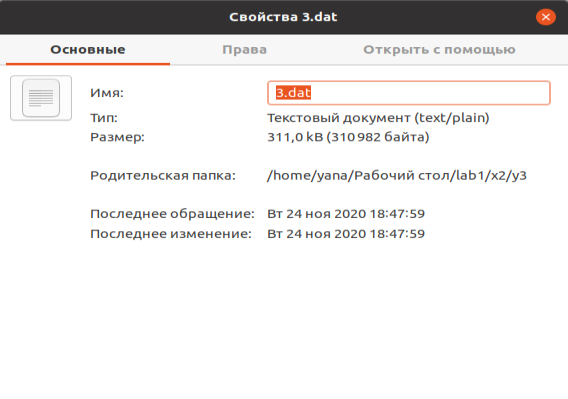 Свойства 3.dat
Основные Права Открыть с помощью
Имя: 3.dat
Тип: Текстовый документ (text/plain)
Размер: 311,0 kB (310 982 байта)
Родительская папка: /home/yana/Рабочий стол/lab1/x2/y3
Последнее обращение: Вт 24 ноя 2020 18:47:59
Последнее изменение: Вт 24 ноя 2020 18:47:59